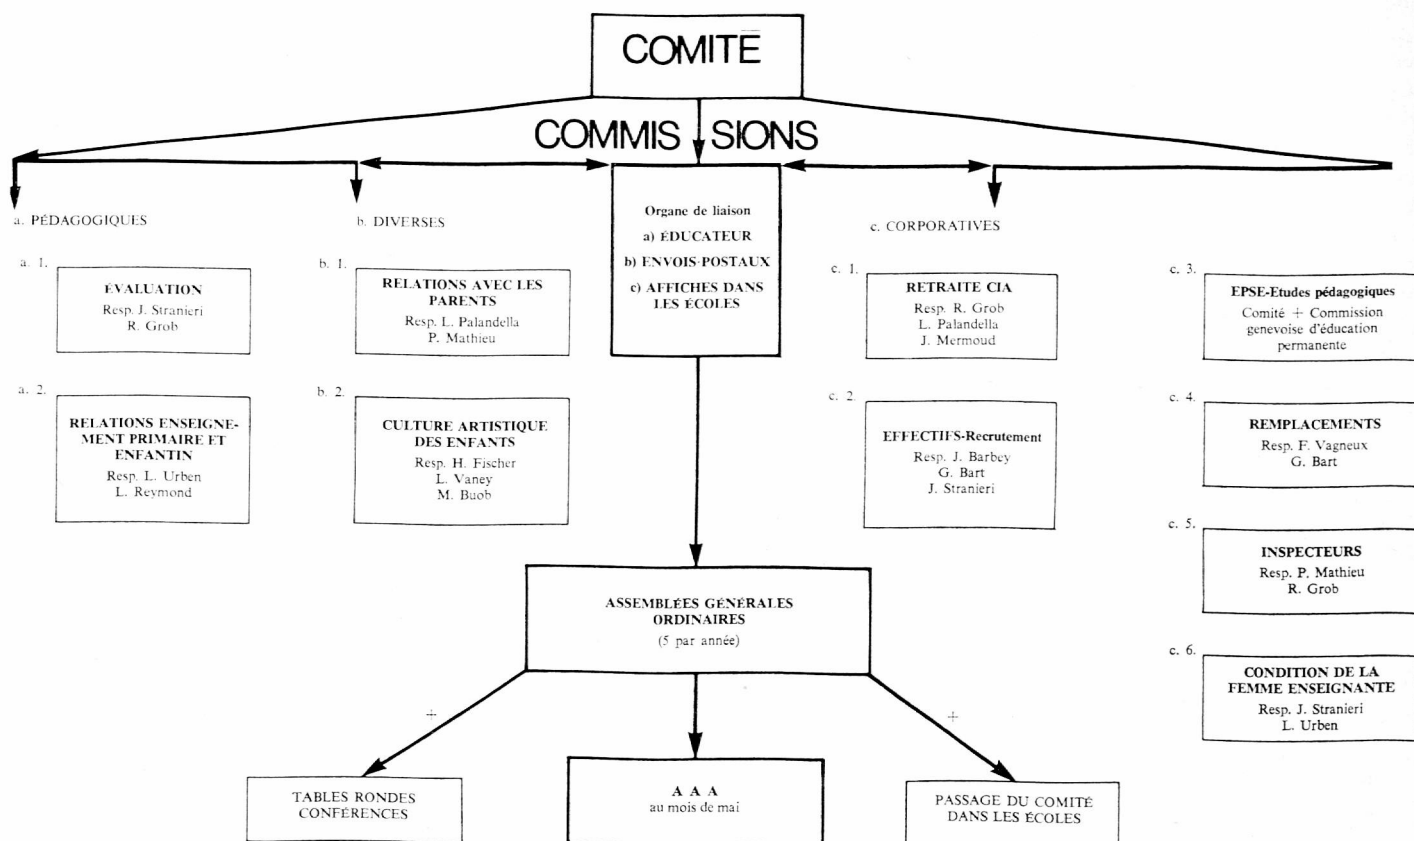 COMITÉ
COMMIS SIONS
a. PÉDAGOGIQUES
a. 1.
ÉVALUATION
Resp. J. Stranieri
R. Grob
a. 2.
RELATIONS ENSEIGNE-
MENT PRIMAIRE ET
ENFANTIN
Resp. L. Urben
L. Reymond
b. DIVERSES
b. 1.
RELATIONS AVEC LES
PARENTS
Resp. L. Palandella
P. Mathieu
b. 2.
CULTURE ARTISTIQUE
DES ENFANTS
Resp. H. Fischer
L. Vaney
M. Buob
Organe de liaison
a) ÉDUCATEUR
b) ENVOIS-POSTAUX
c) AFFICHES DANS
LES ÉCOLES
c. CORPORATIVES
c. 1.
RETRAITE CIA
Resp. R. Grob
L. Palandella
J. Mermoud
c. 2.
EFFECTIFS-Recrutement
Resp. J. Barbey
G. Bart
J. Stranieri
c. 3.
EPSE-Etudes pédagogiques
Comité + Commission
genevoise d'éducation
permanente
c. 4.
REMPLACEMENTS
Resp. F. Vagneux
G. Bart
c. 5.
INSPECTEURS
Resp. P. Mathieu
R. Grob
c. 6.
CONDITION DE LA
FEMME ENSEIGNANTE
Resp. J. Stranieri
L. Urben
ASSEMBLÉES GÉNÉRALES
ORDINAIRES
(5 par année)
+
+
TABLES RONDES
CONFÉRENCES
A A A
au mois de mai
PASSAGE DU COMITÉ
DANS LES ÉCOLES